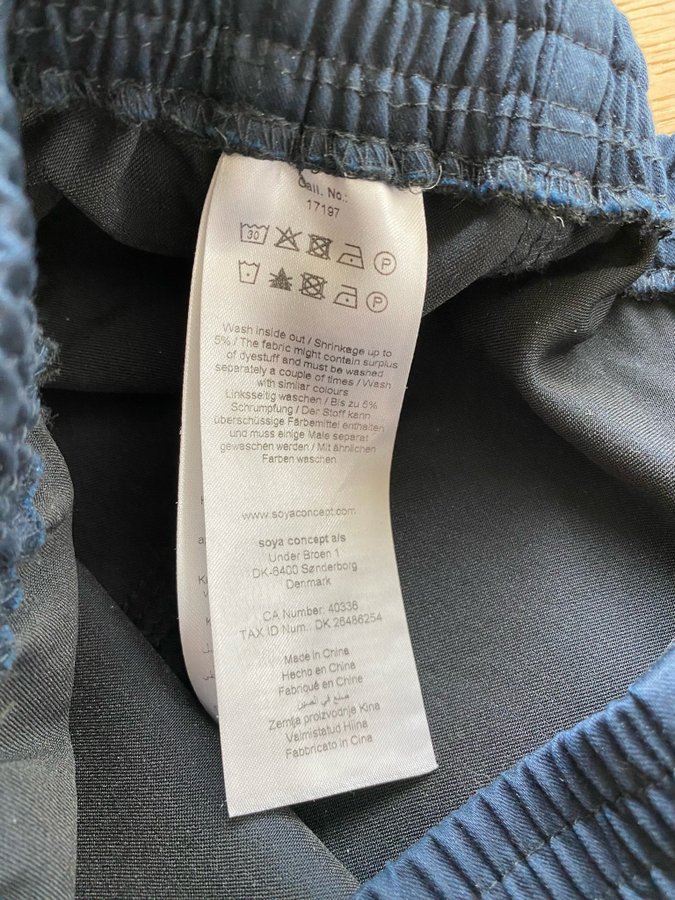 Call. No.:
17197
30
P
P
Wash inside out / Shrinkage up to
5% / The fabric might contain surplus
of dyestuff and must be washed
separately a couple of times / Wash
with similar colours
Linksseitig waschen / Bis zu 5%
Schrumpfung / Der Stoff kann
überschüssige Färbemittel enthalten
und muss einige Male separat
gewaschen werden / Mit ähnlichen
Farben waschen
www.soyaconcept.com
soya concept a/s
Under Broen 1
DK-6400 Sønderborg
Denmark
CA Number: 40336
TAX ID Num.: DK 26486254
Made in China
Hecho en China
Fabriqué en Chine
صنع في الصين
Zemlja proizvodnje Kina
Valmistatud Hiina
Fabbricato in Cina